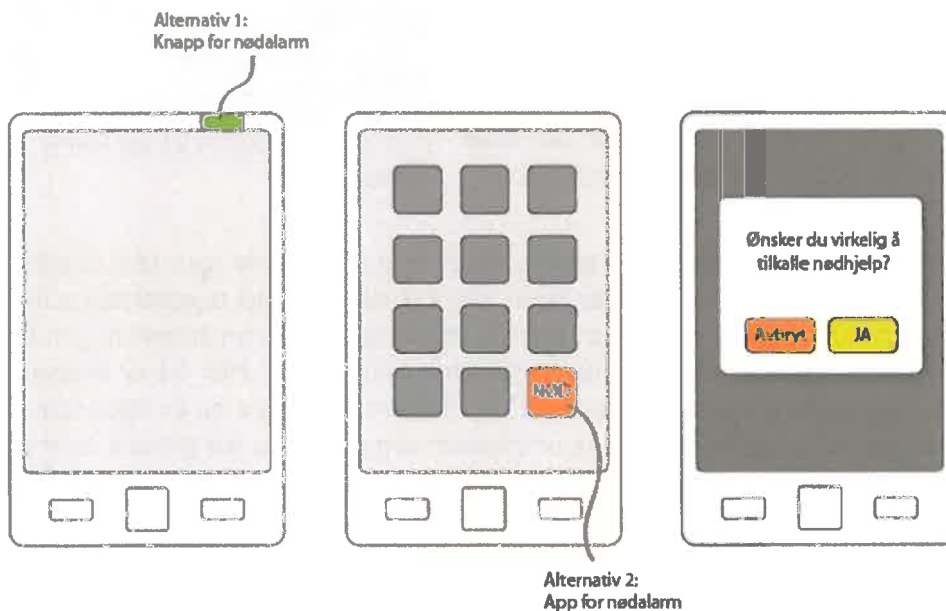 Alternativ 1:
Knapp for nødalarm
NØD
Ønsker du virkelig å
tilkalle nødhjelp?
Avbryt
JA
Alternativ 2:
App for nødalarm